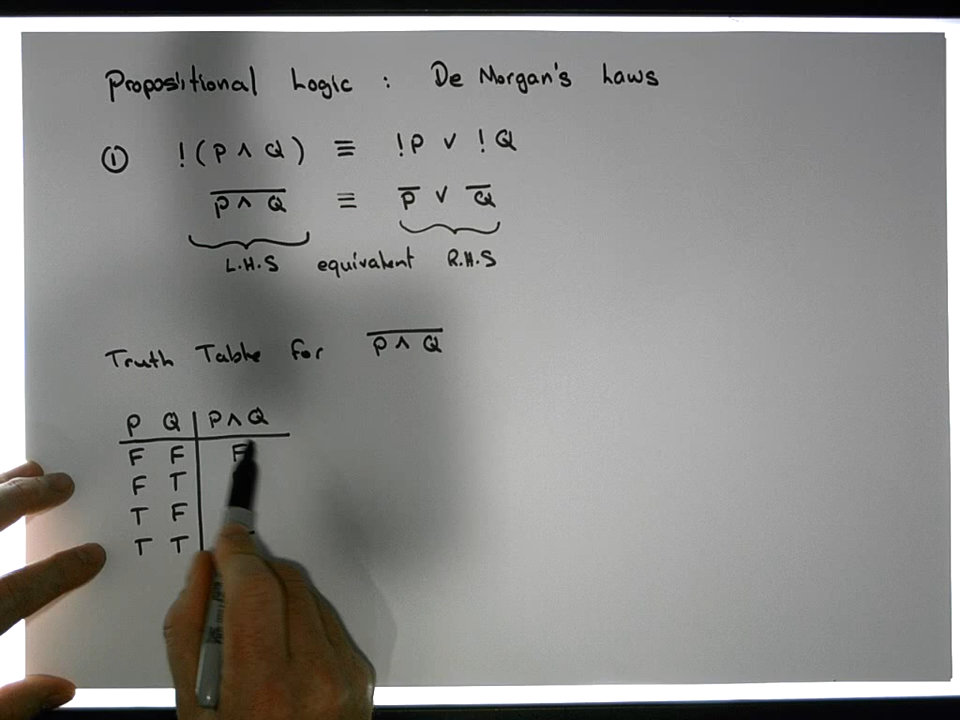 Propositional Logic : De Morgan's Laws
① !(P ∧ Q) ≡ !P ∨ !Q
P̅ ̅∧̅ ̅Q̅ ≡ P̅ ∨ Q̅
L.H.S equivalent R.H.S
Truth Table for P̅ ̅∧̅ ̅Q̅
P Q | P∧Q
F F | F
F T
T F
T T